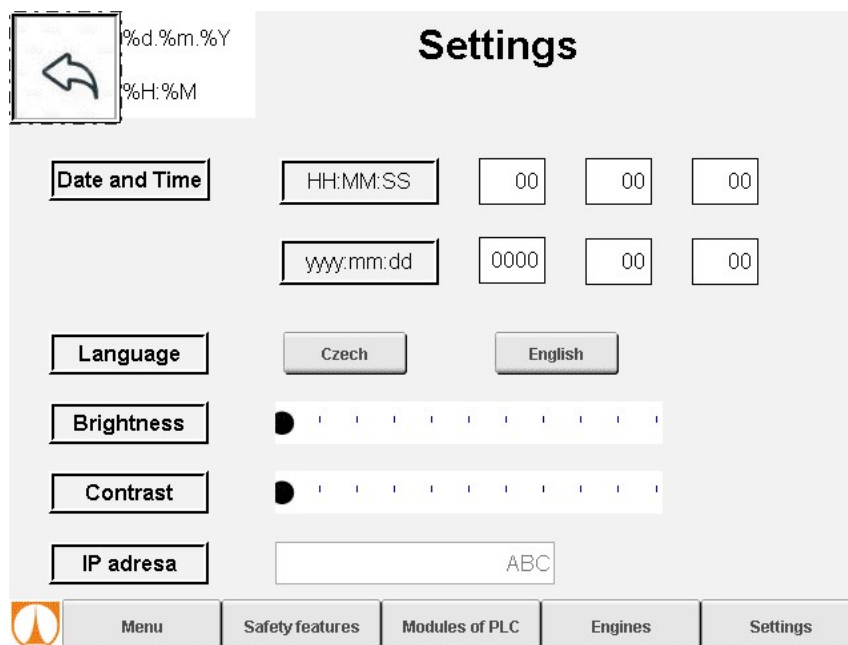 %d.%m.%Y
Settings
%H:%M
Date and Time HH:MM:SS 00 00 00
yyyy:mm:dd 0000 00 00
Language Czech English
Brightness
Contrast
IP adresa ABC
Menu Safety features Modules of PLC Engines Settings